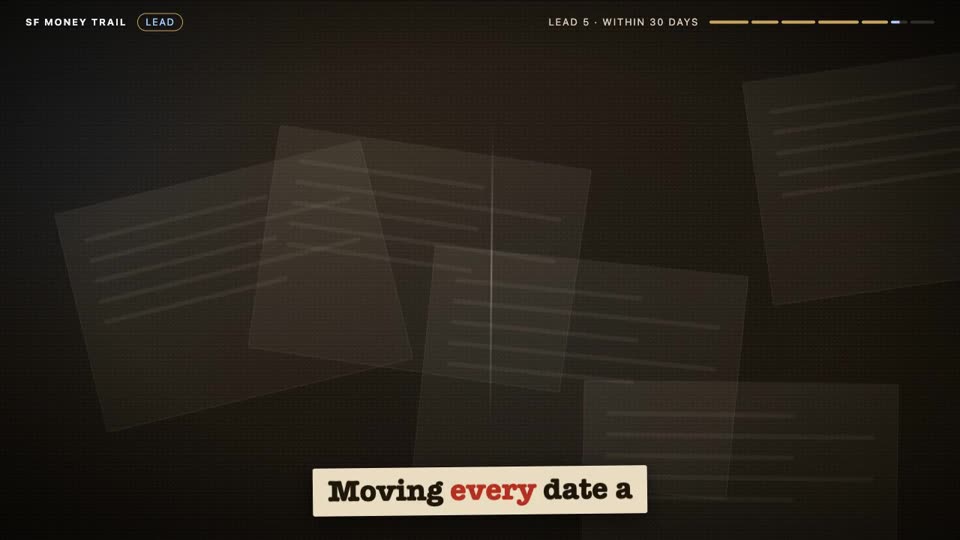 SF MONEY TRAIL LEAD
LEAD 5 · WITHIN 30 DAYS
Moving every date a